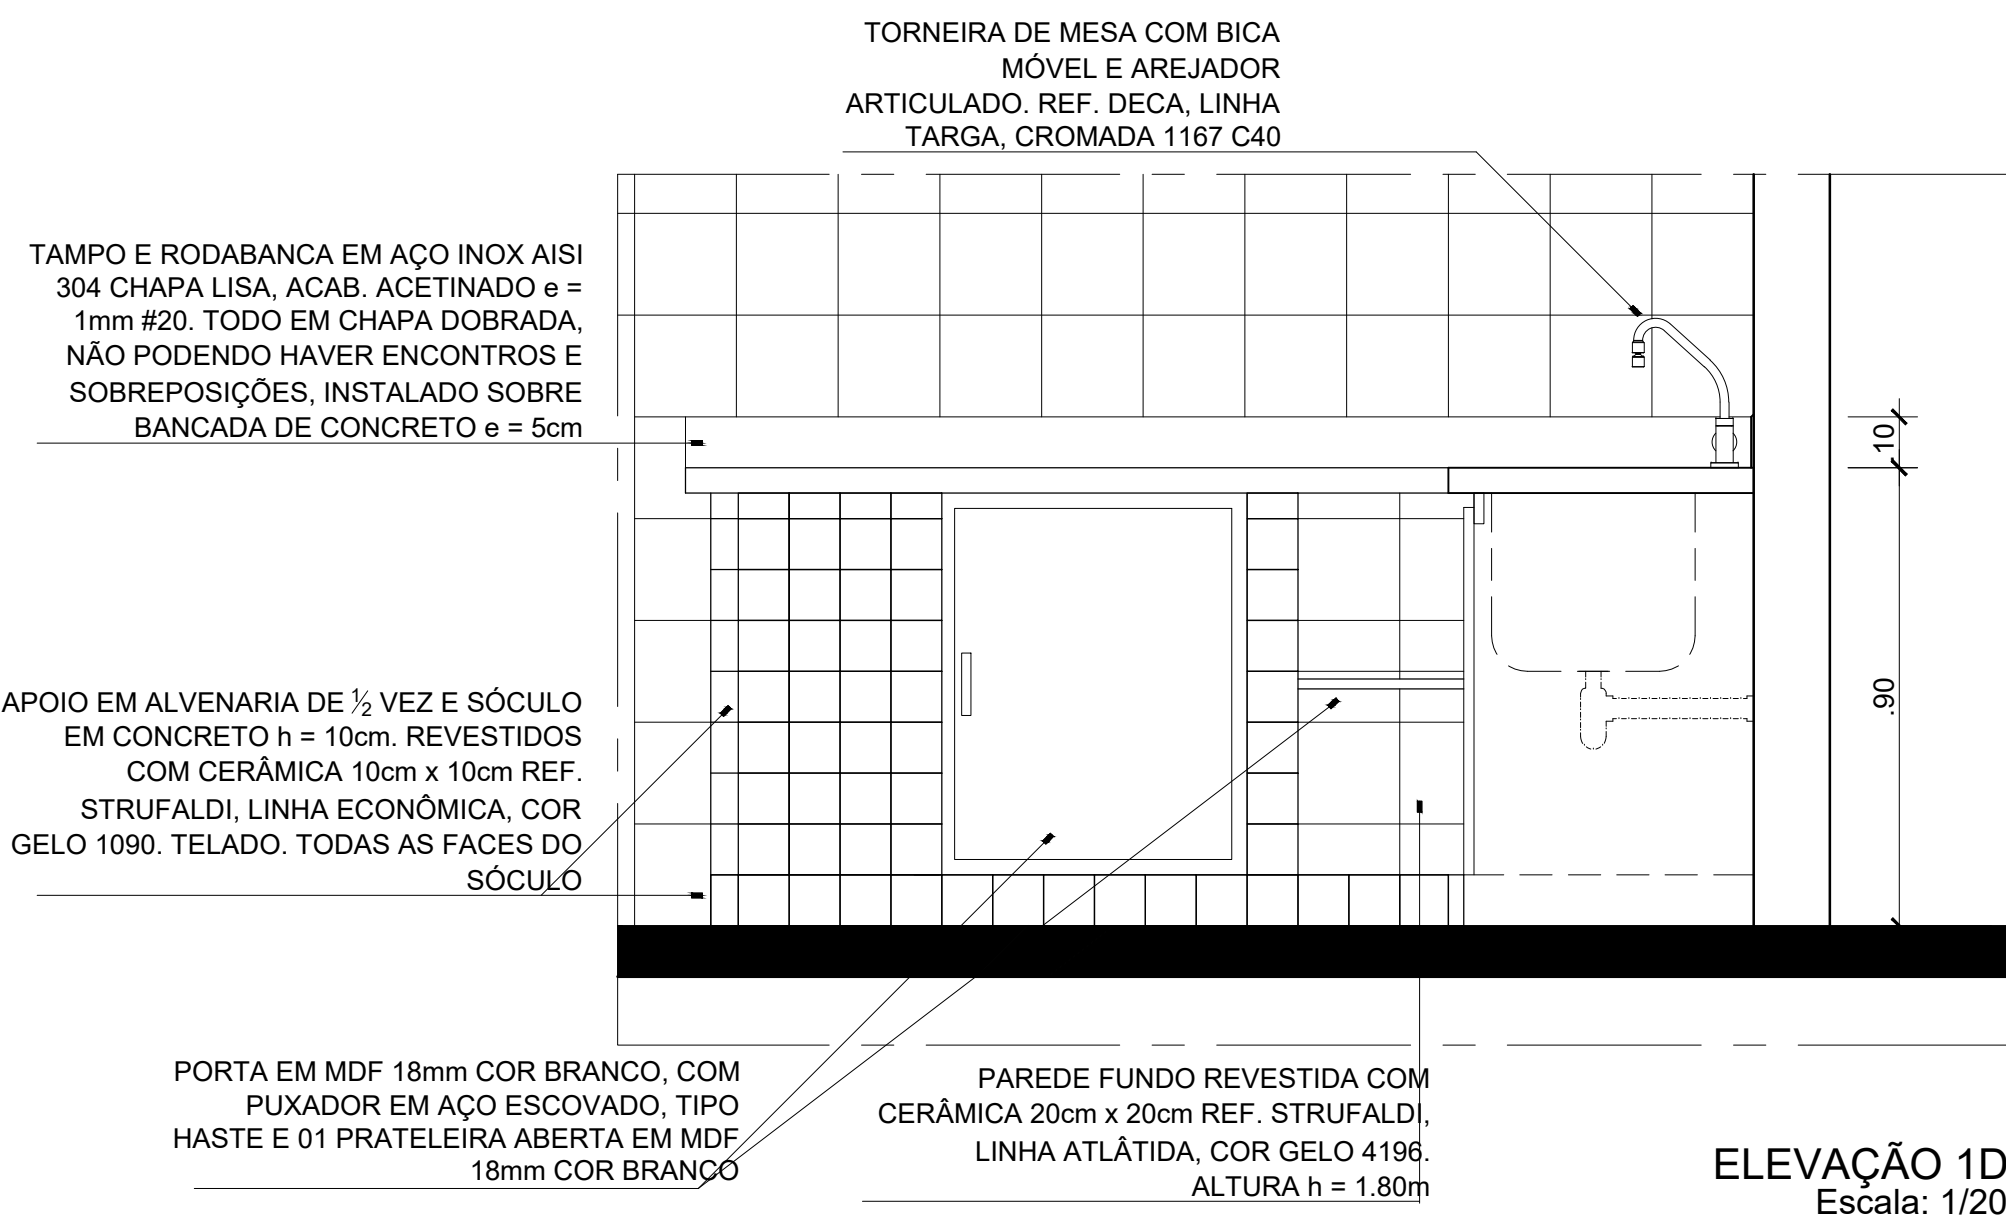 TORNEIRA DE MESA COM BICA
MÓVEL E AREJADOR
ARTICULADO. REF. DECA, LINHA
TARGA, CROMADA 1167 C40
TAMPO E RODABANCA EM AÇO INOX AISI
304 CHAPA LISA, ACAB. ACETINADO e =
1mm #20. TODO EM CHAPA DOBRADA,
NÃO PODENDO HAVER ENCONTROS E
SOBREPOSIÇÕES, INSTALADO SOBRE
BANCADA DE CONCRETO e = 5cm
.10
.90
APOIO EM ALVENARIA DE ½ VEZ E SÓCULO
EM CONCRETO h = 10cm. REVESTIDOS
COM CERÂMICA 10cm x 10cm REF.
STRUFALDI, LINHA ECONÔMICA, COR
GELO 1090. TELADO. TODAS AS FACES DO
SÓCULO
PORTA EM MDF 18mm COR BRANCO, COM
PUXADOR EM AÇO ESCOVADO, TIPO
HASTE E 01 PRATELEIRA ABERTA EM MDF
18mm COR BRANCO
PAREDE FUNDO REVESTIDA COM
CERÂMICA 20cm x 20cm REF. STRUFALDI,
LINHA ATLÂTIDA, COR GELO 4196.
ALTURA h = 1.80m
ELEVAÇÃO 1D
Escala: 1/20